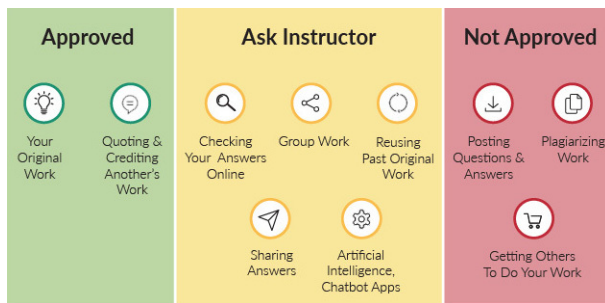 Approved
Your
Original
Work
Quoting &
Crediting
Another's
Work
Ask Instructor
Checking
Your Answers
Online
Group Work
Reusing
Past Original
Work
Sharing
Answers
Artificial
Intelligence,
Chatbot Apps
Not Approved
Posting
Questions &
Answers
Plagiarizing
Work
Getting Others
To Do Your Work